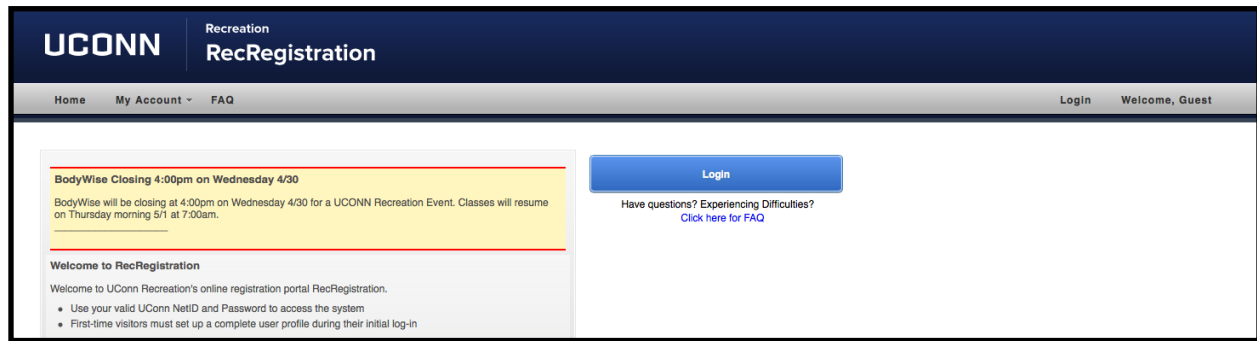 UCONN
Recreation
RecRegistration
Home My Account FAQ
Login Welcome, Guest
BodyWise Closing 4:00pm on Wednesday 4/30
BodyWise will be closing at 4:00pm on Wednesday 4/30 for a UCONN Recreation Event. Classes will resume
on Thursday morning 5/1 at 7:00am.
Welcome to RecRegistration
Welcome to UConn Recreation's online registration portal RecRegistration.
• Use your valid UConn NetID and Password to access the system
• First-time visitors must set up a complete user profile during their initial log-in
Login
Have questions? Experiencing Difficulties?
Click here for FAQ